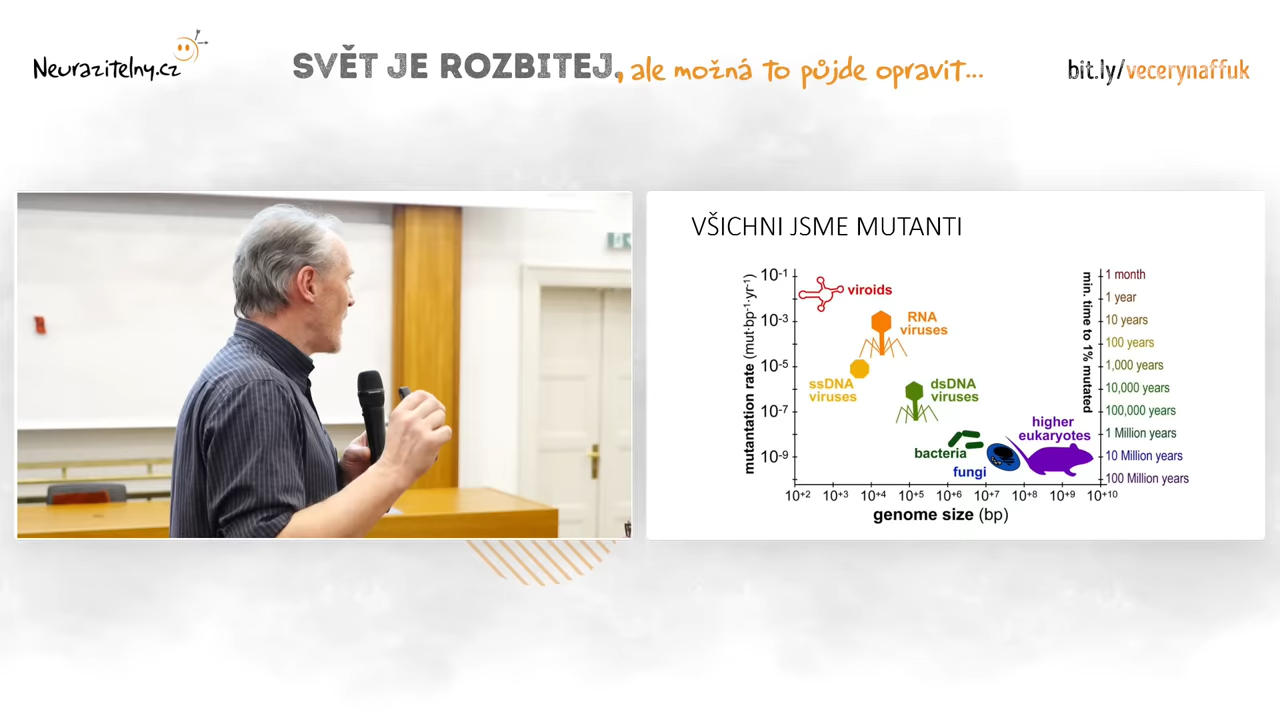 Neurazitelny.cz
SVĚT JE ROZBITEJ, ale možná to půjde opravit...
bit.ly/vecerynaffuk
VŠICHNI JSME MUTANTI
mutantation rate (mut·bp⁻¹·yr⁻¹)
10⁻¹
10⁻³
10⁻⁵
10⁻⁷
10⁻⁹
viroids
RNA
viruses
ssDNA
viruses
dsDNA
viruses
bacteria
fungi
higher
eukaryotes
min. time to 1% mutated
1 month
1 year
10 years
100 years
1,000 years
10,000 years
100,000 years
1 Million years
10 Million years
100 Million years
10⁺² 10⁺³ 10⁺⁴ 10⁺⁵ 10⁺⁶ 10⁺⁷ 10⁺⁸ 10⁺⁹ 10⁺¹⁰
genome size (bp)